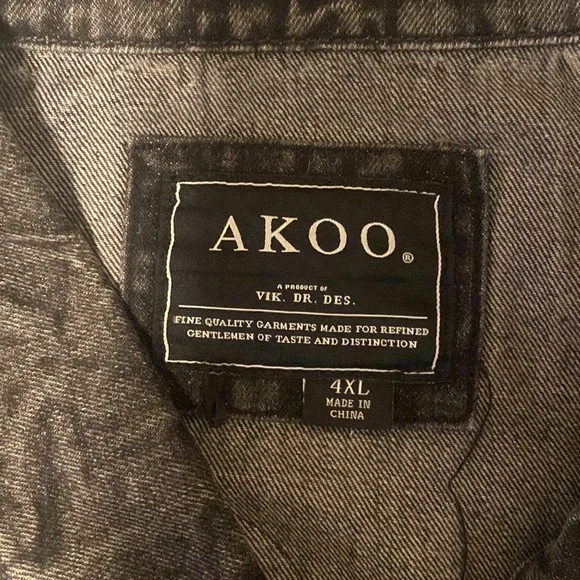 AKOO®
A PRODUCT OF
VIK. DR. DES.
FINE QUALITY GARMENTS MADE FOR REFINED
GENTLEMEN OF TASTE AND DISTINCTION
4XL
MADE IN
CHINA